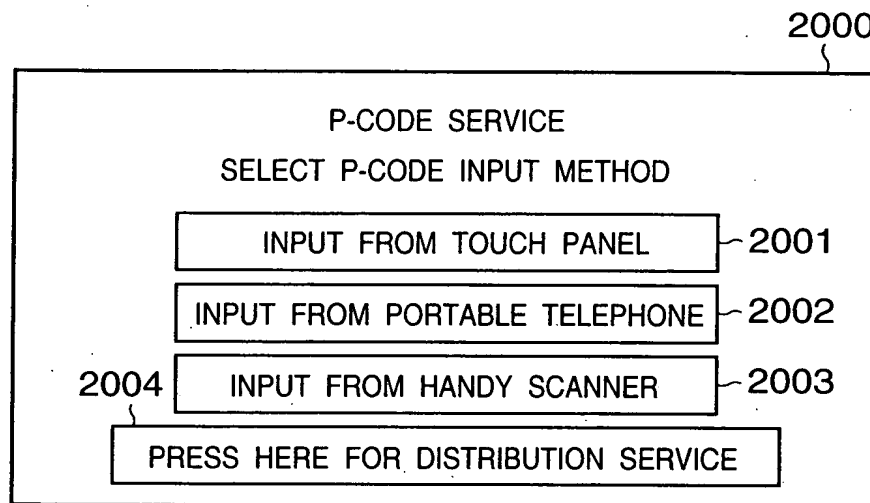 2000
P-CODE SERVICE
SELECT P-CODE INPUT METHOD
INPUT FROM TOUCH PANEL 2001
INPUT FROM PORTABLE TELEPHONE 2002
INPUT FROM HANDY SCANNER 2003
2004
PRESS HERE FOR DISTRIBUTION SERVICE